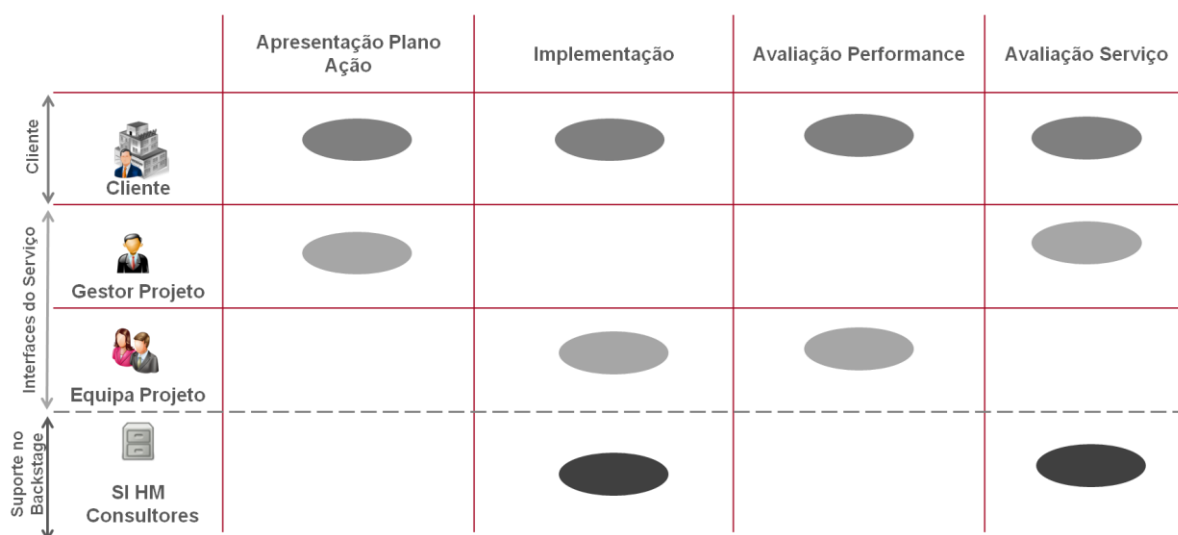 Apresentação Plano
Ação
Implementação
Avaliação Performance
Avaliação Serviço
Cliente
Cliente
Interfaces do Serviço
Gestor Projeto
Equipa Projeto
Suporte no
Backstage
SI HM
Consultores